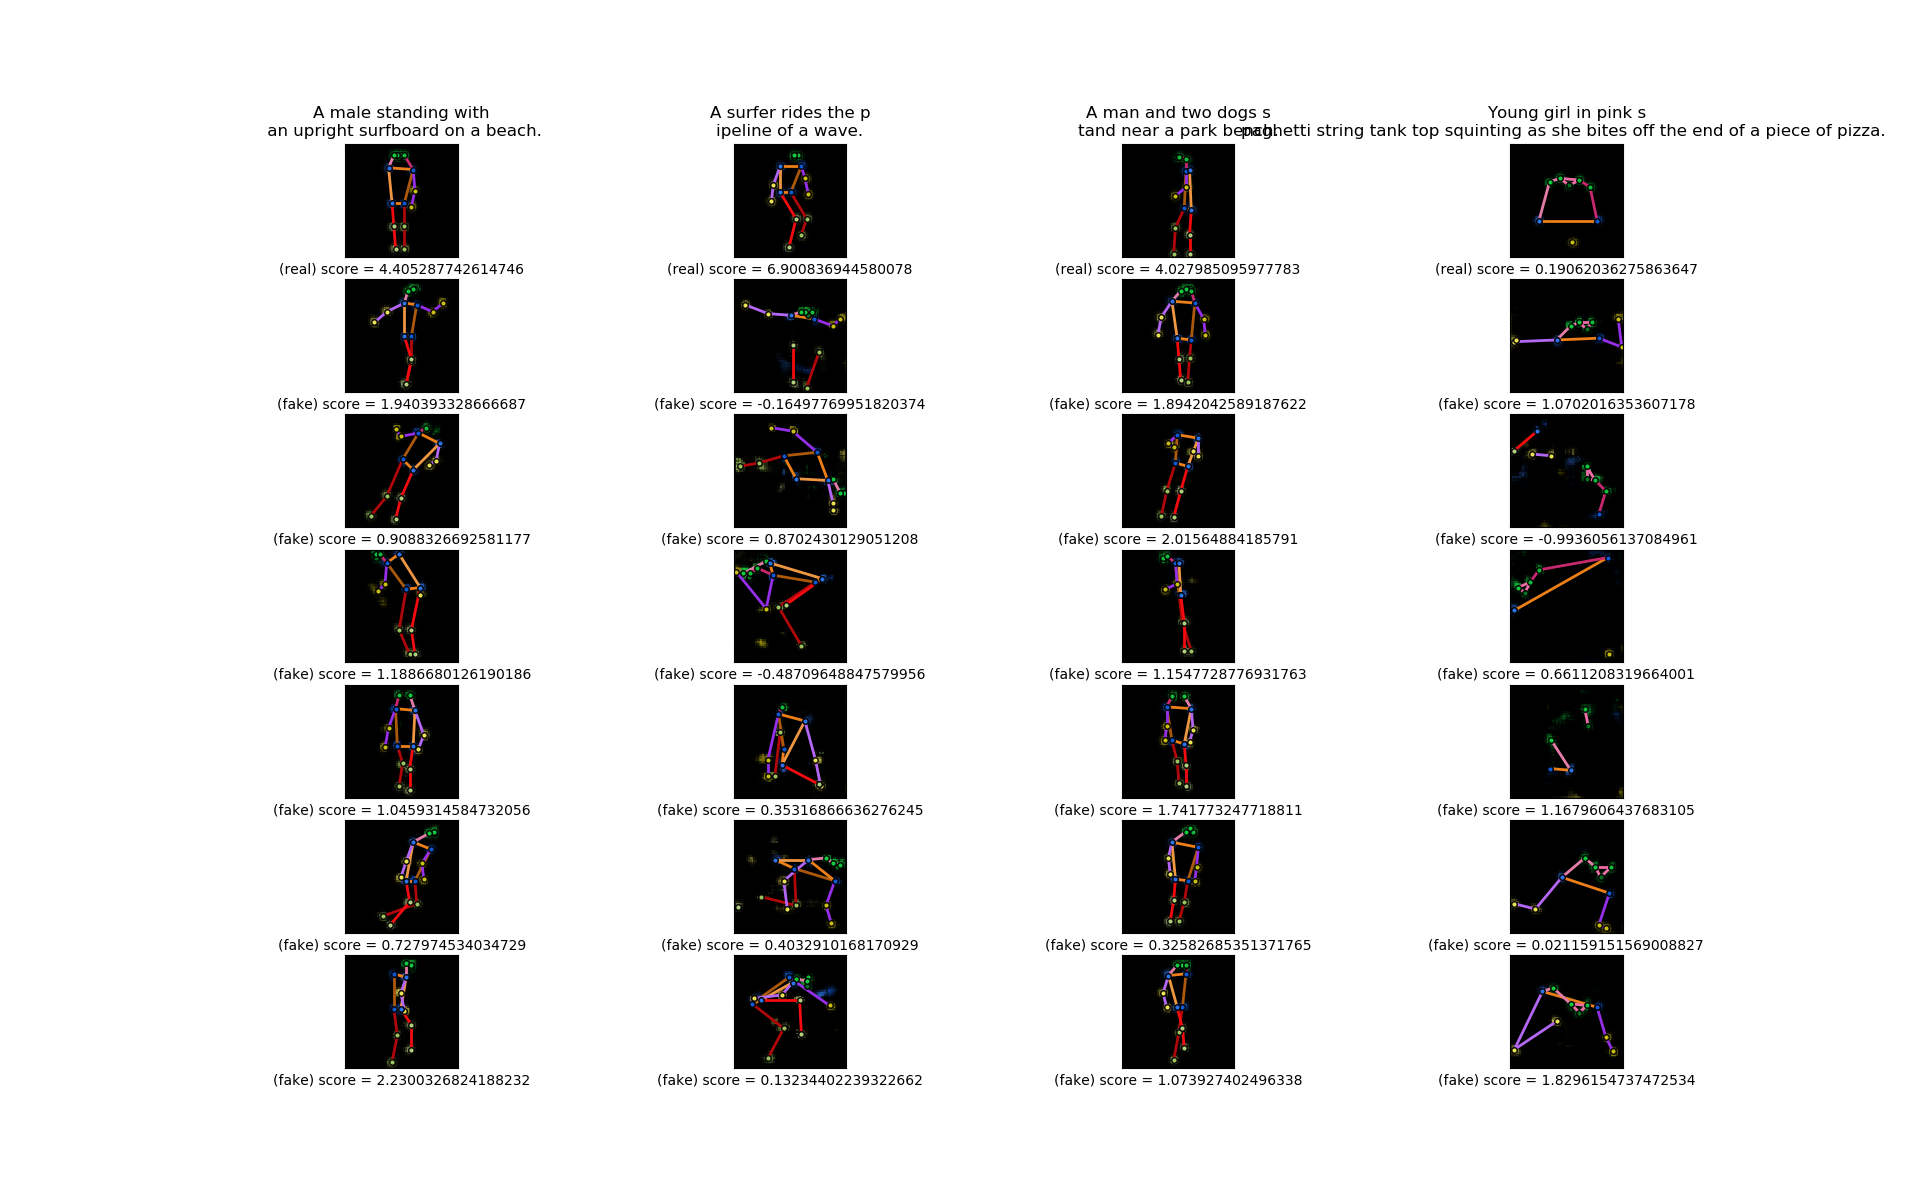 A male standing with
an upright surfboard on a beach.
A surfer rides the p
ipeline of a wave.
A man and two dogs s
tand near a park bench.
Young girl in pink s
paghetti string tank top squinting as she bites off the end of a piece of pizza.
(real) score = 4.405287742614746
(real) score = 6.900836944580078
(real) score = 4.027985095977783
(real) score = 0.19062036275863647
(fake) score = 1.940393328666687
(fake) score = -0.16497769951820374
(fake) score = 1.8942042589187622
(fake) score = 1.0702016353607178
(fake) score = 0.9088326692581177
(fake) score = 0.8702430129051208
(fake) score = 2.01564884185791
(fake) score = -0.9936056137084961
(fake) score = 1.1886680126190186
(fake) score = -0.48709648847579956
(fake) score = 1.1547728776931763
(fake) score = 0.6611208319664001
(fake) score = 1.0459314584732056
(fake) score = 0.35316866636276245
(fake) score = 1.741773247718811
(fake) score = 1.1679606437683105
(fake) score = 0.727974534034729
(fake) score = 0.4032910168170929
(fake) score = 0.32582685351371765
(fake) score = 0.021159151569008827
(fake) score = 2.2300326824188232
(fake) score = 0.13234402239322662
(fake) score = 1.073927402496338
(fake) score = 1.8296154737472534